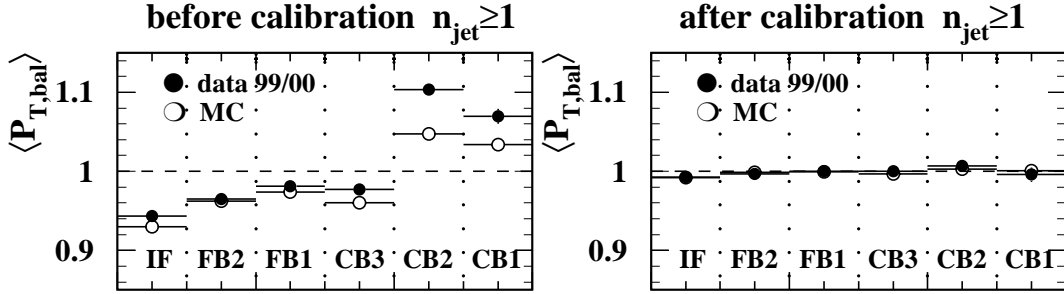 before calibration n_jet≥1
⟨P_T,bal⟩
1.1
1
0.9
data 99/00
MC
IF FB2 FB1 CB3 CB2 CB1
after calibration n_jet≥1
⟨P_T,bal⟩
1.1
1
0.9
data 99/00
MC
IF FB2 FB1 CB3 CB2 CB1